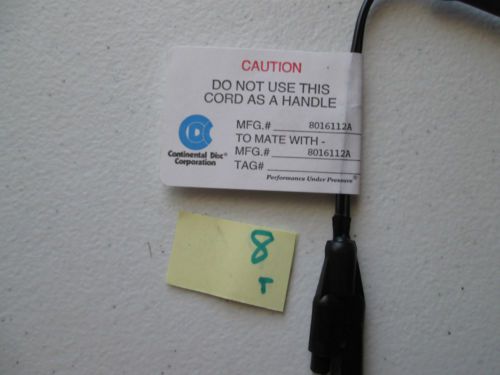 CAUTION
DO NOT USE THIS
CORD AS A HANDLE
MFG.# 8016112A
TO MATE WITH -
MFG.# 8016112A
TAG#
Continental Disc®
Corporation
Performance Under Pressure®
8
T